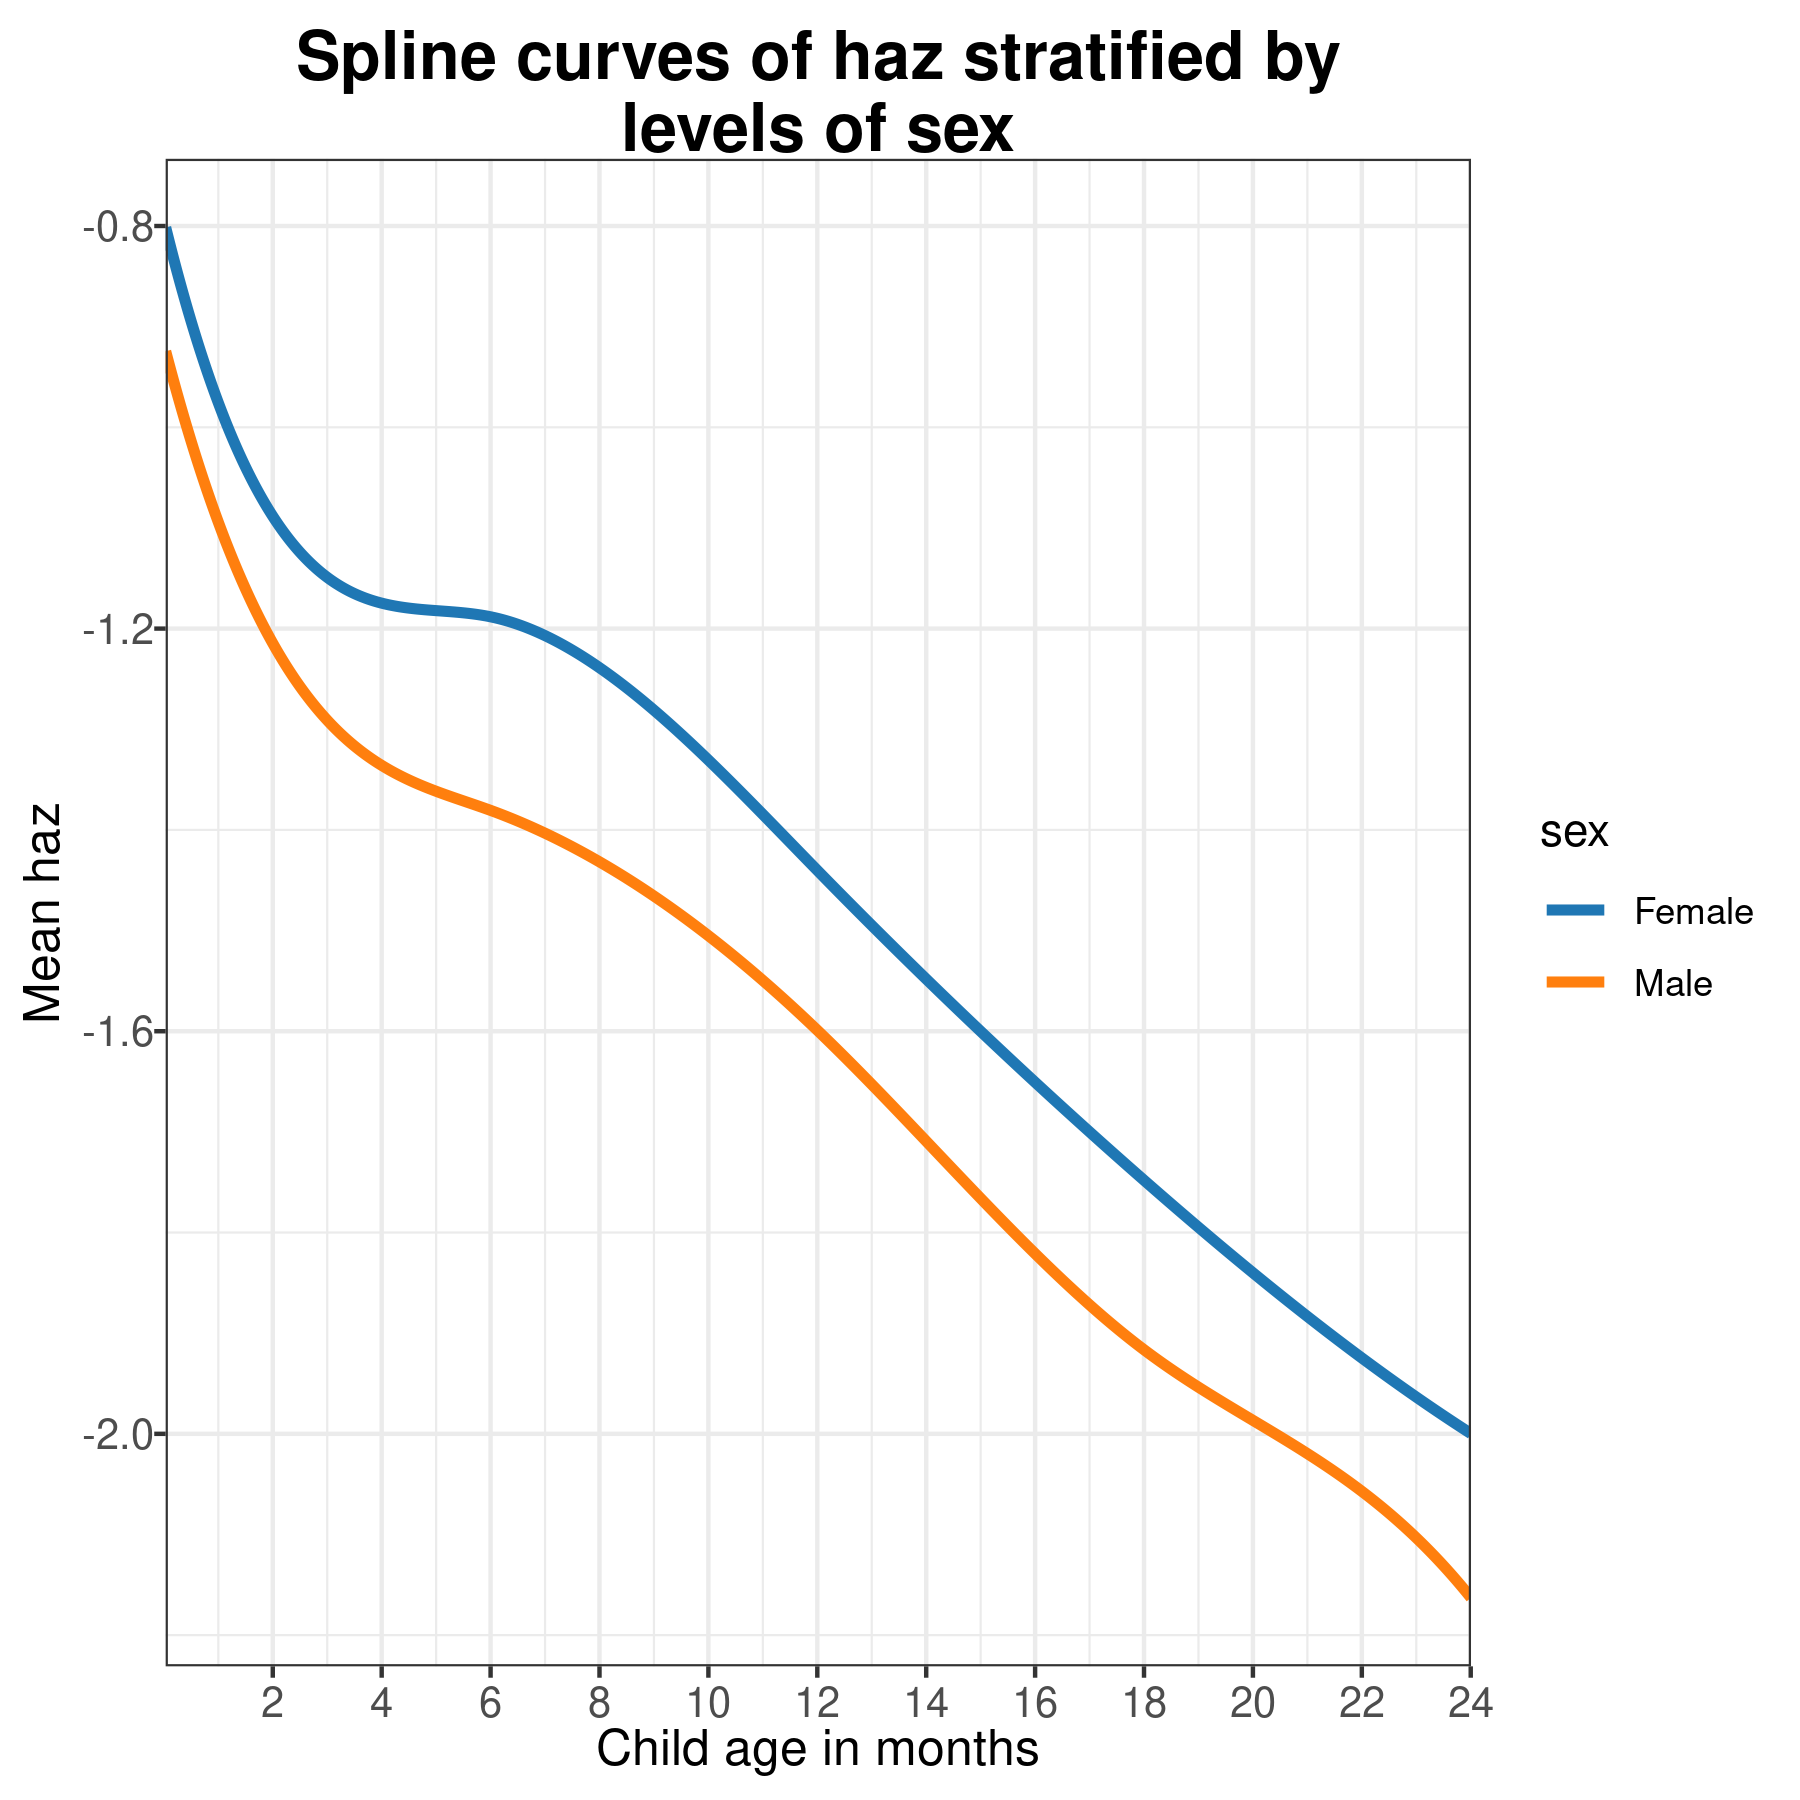 Spline curves of haz stratified by
levels of sex
-0.8
-1.2
-1.6
-2.0
Mean haz
2 4 6 8 10 12 14 16 18 20 22 24
Child age in months
sex
Female
Male